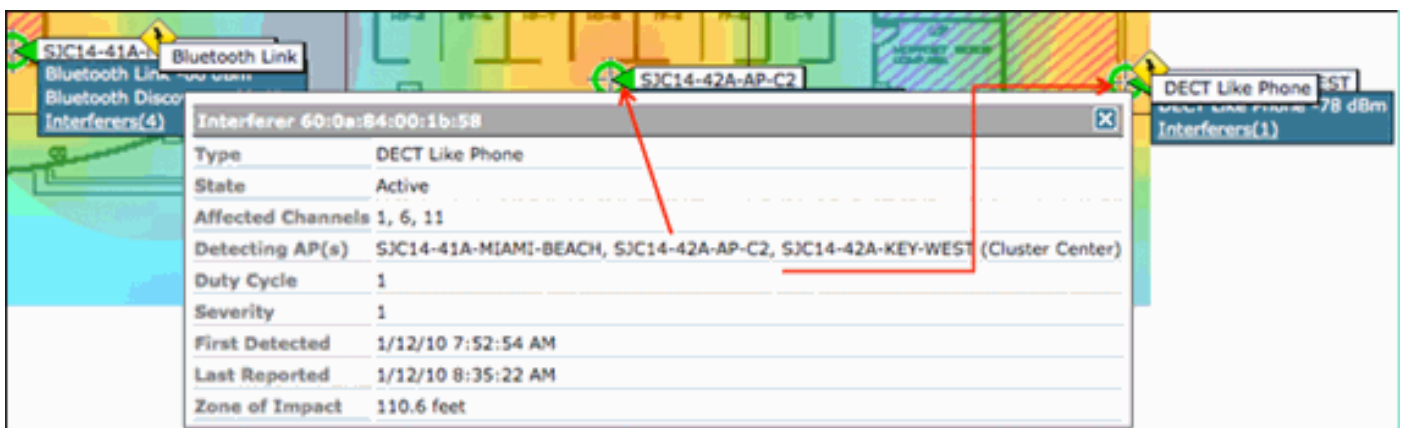 SJC14-41A-
Bluetooth Link
Bluetooth Link -60 dBm
Bluetooth Disco
Interferers(4)
SJC14-42A-AP-C2
DECT Like Phone
EST
DECT Like Phone -78 dBm
Interferers(1)
Interferer 60:0a:84:00:1b:58
Type DECT Like Phone
State Active
Affected Channels 1, 6, 11
Detecting AP(s) SJC14-41A-MIAMI-BEACH, SJC14-42A-AP-C2, SJC14-42A-KEY-WEST (Cluster Center)
Duty Cycle 1
Severity 1
First Detected 1/12/10 7:52:54 AM
Last Reported 1/12/10 8:35:22 AM
Zone of Impact 110.6 feet